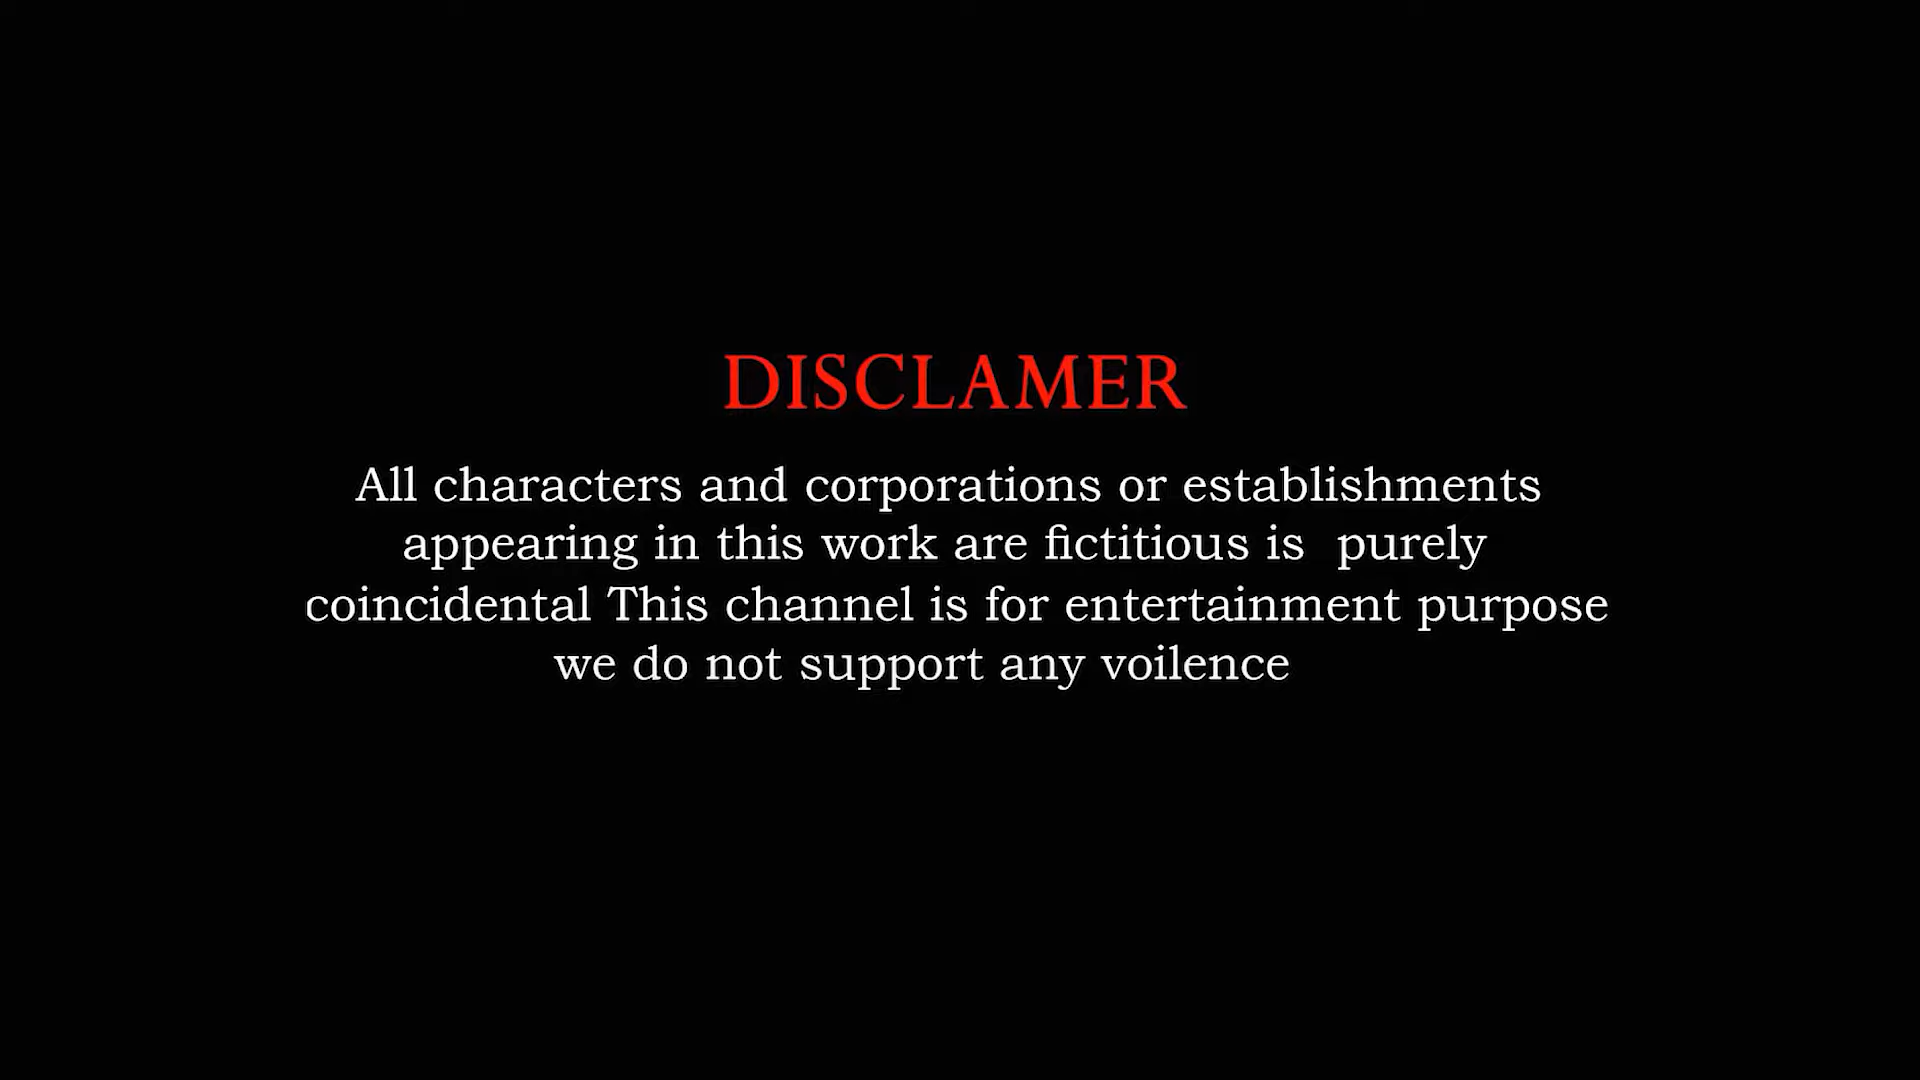 DISCLAMER
All characters and corporations or establishments
appearing in this work are fictitious is  purely
coincidental This channel is for entertainment purpose
we do not support any voilence